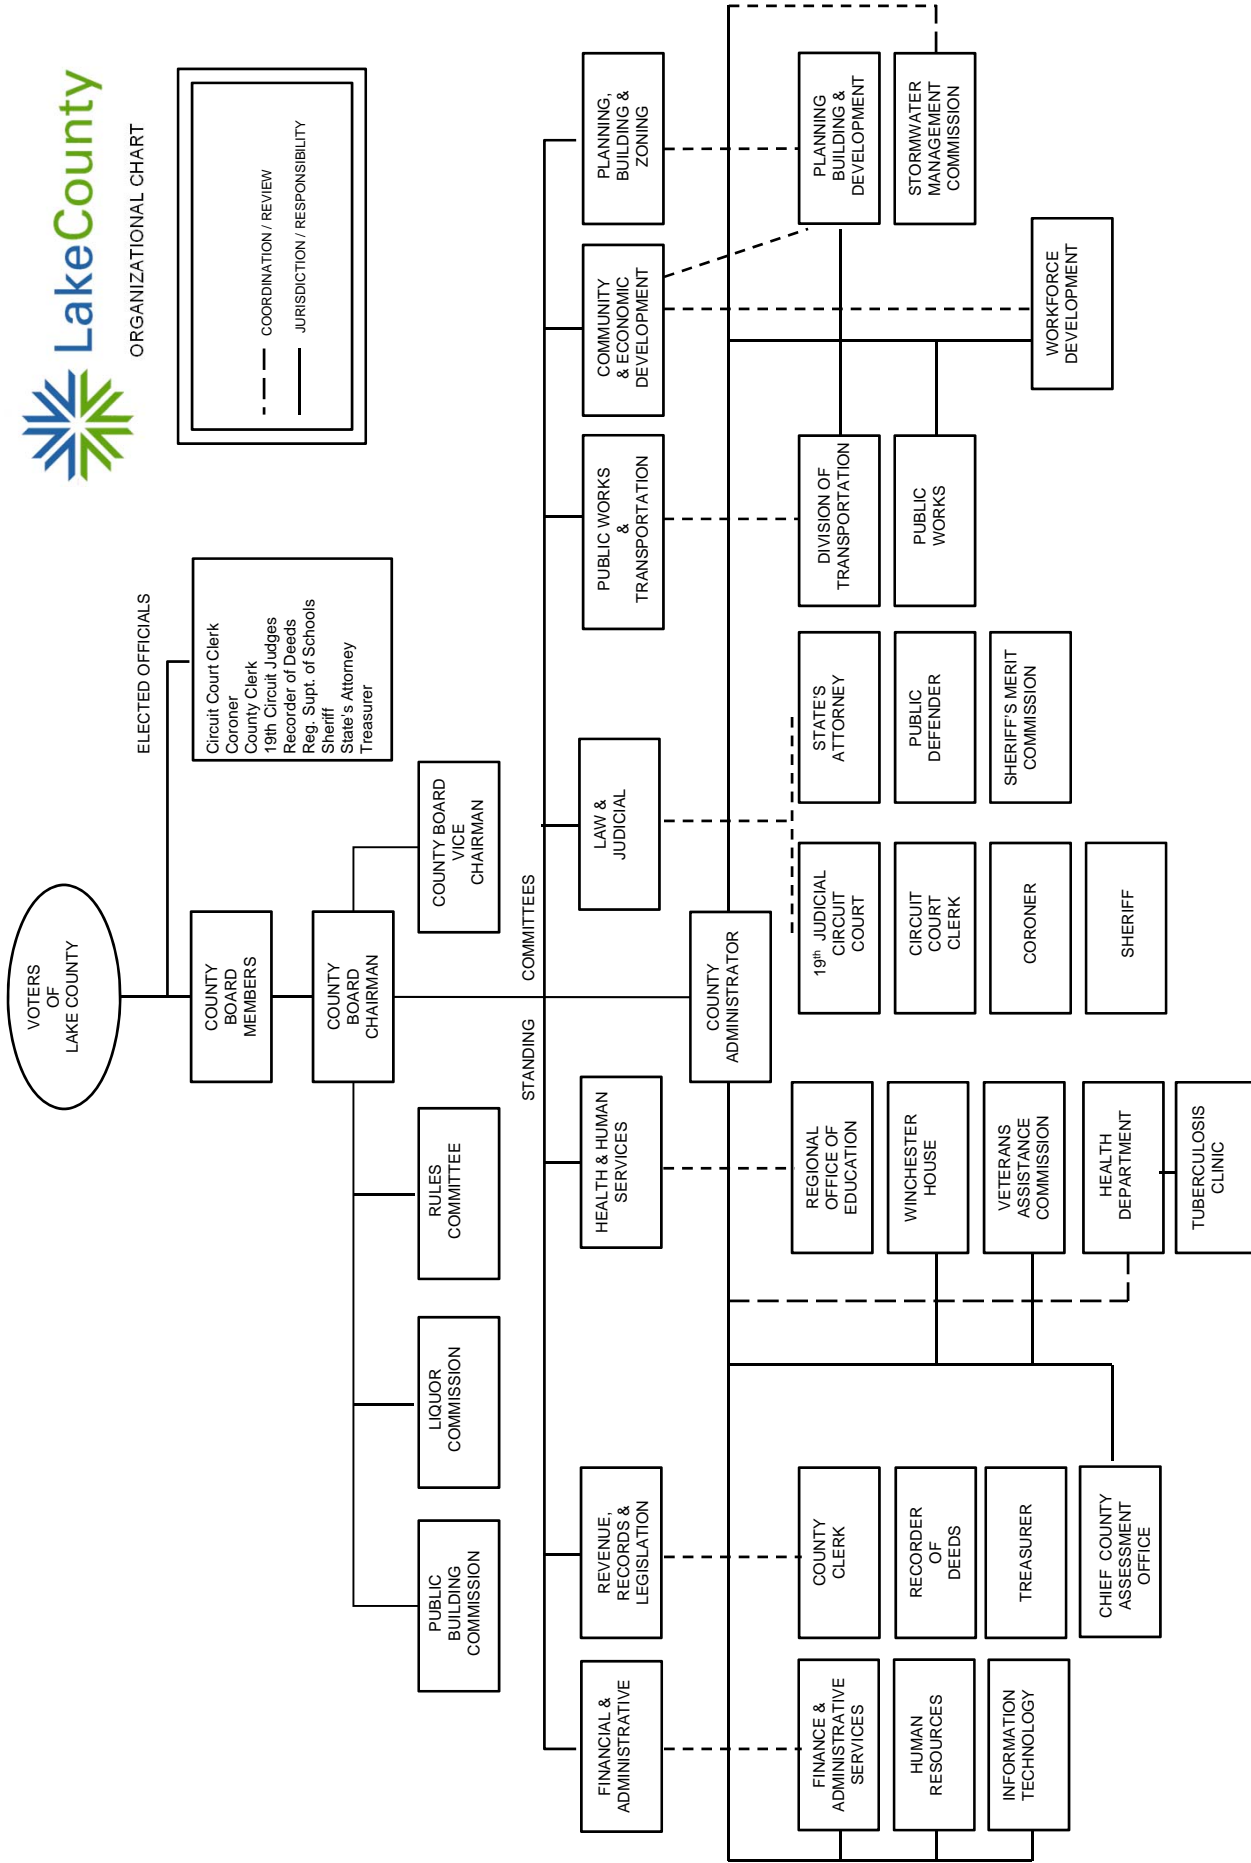 LakeCounty
ORGANIZATIONAL CHART
COORDINATION / REVIEW
JURISDICTION / RESPONSIBILITY
VOTERS
OF
LAKE COUNTY
ELECTED OFFICIALS
Circuit Court Clerk
Coroner
County Clerk
19th Circuit Judges
Recorder of Deeds
Reg. Supt. of Schools
Sheriff
State's Attorney
Treasurer
COUNTY
BOARD
MEMBERS
COUNTY
BOARD
CHAIRMAN
PUBLIC
BUILDING
COMMISSION
LIQUOR
COMMISSION
RULES
COMMITTEE
COUNTY BOARD
VICE
CHAIRMAN
STANDING COMMITTEES
FINANCIAL &
ADMINISTRATIVE
REVENUE,
RECORDS &
LEGISLATION
HEALTH & HUMAN
SERVICES
LAW &
JUDICIAL
PUBLIC WORKS
&
TRANSPORTATION
COMMUNITY
& ECONOMIC
DEVELOPMENT
PLANNING,
BUILDING &
ZONING
COUNTY
ADMINISTRATOR
FINANCE &
ADMINISTRATIVE
SERVICES
HUMAN
RESOURCES
INFORMATION
TECHNOLOGY
COUNTY
CLERK
RECORDER
OF
DEEDS
TREASURER
CHIEF COUNTY
ASSESSMENT
OFFICE
REGIONAL
OFFICE OF
EDUCATION
WINCHESTER
HOUSE
VETERANS
ASSISTANCE
COMMISSION
HEALTH
DEPARTMENT
TUBERCULOSIS
CLINIC
19th JUDICIAL
CIRCUIT
COURT
CIRCUIT
COURT
CLERK
CORONER
SHERIFF
STATE'S
ATTORNEY
PUBLIC
DEFENDER
SHERIFF'S MERIT
COMMISSION
DIVISION OF
TRANSPORTATION
PUBLIC
WORKS
PLANNING
BUILDING &
DEVELOPMENT
STORMWATER
MANAGEMENT
COMMISSION
WORKFORCE
DEVELOPMENT